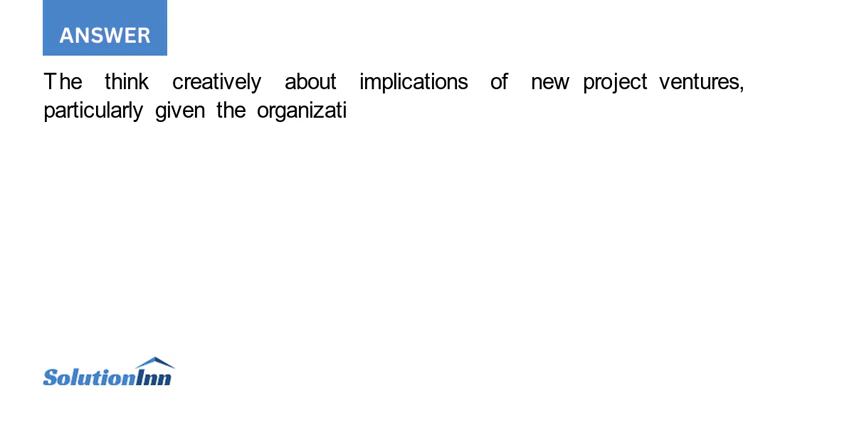 ANSWER
The think creatively about implications of new project ventures,
particularly given the organizati
SolutionInn